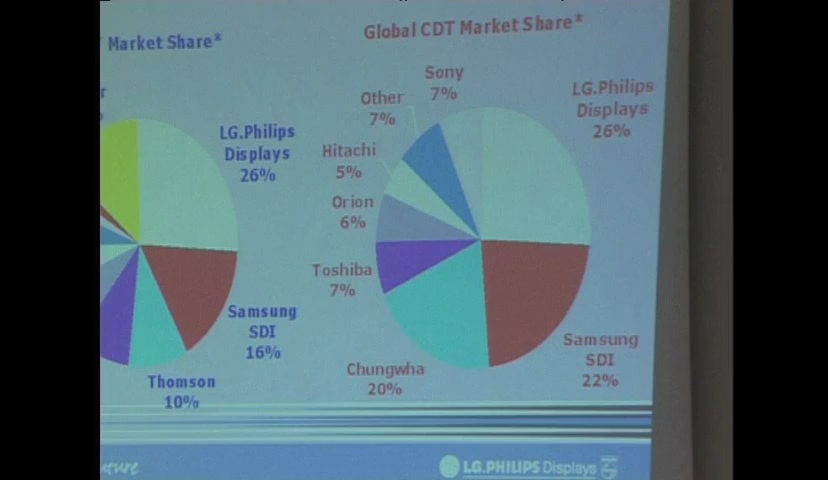 Market Share*
LG.Philips
Displays
26%
Samsung
SDI
16%
Thomson
10%
Global CDT Market Share*
Sony
7%
LG.Philips
Displays
26%
Other
7%
Hitachi
5%
Orion
6%
Toshiba
7%
Chungwha
20%
Samsung
SDI
22%
LG.PHILIPS Displays